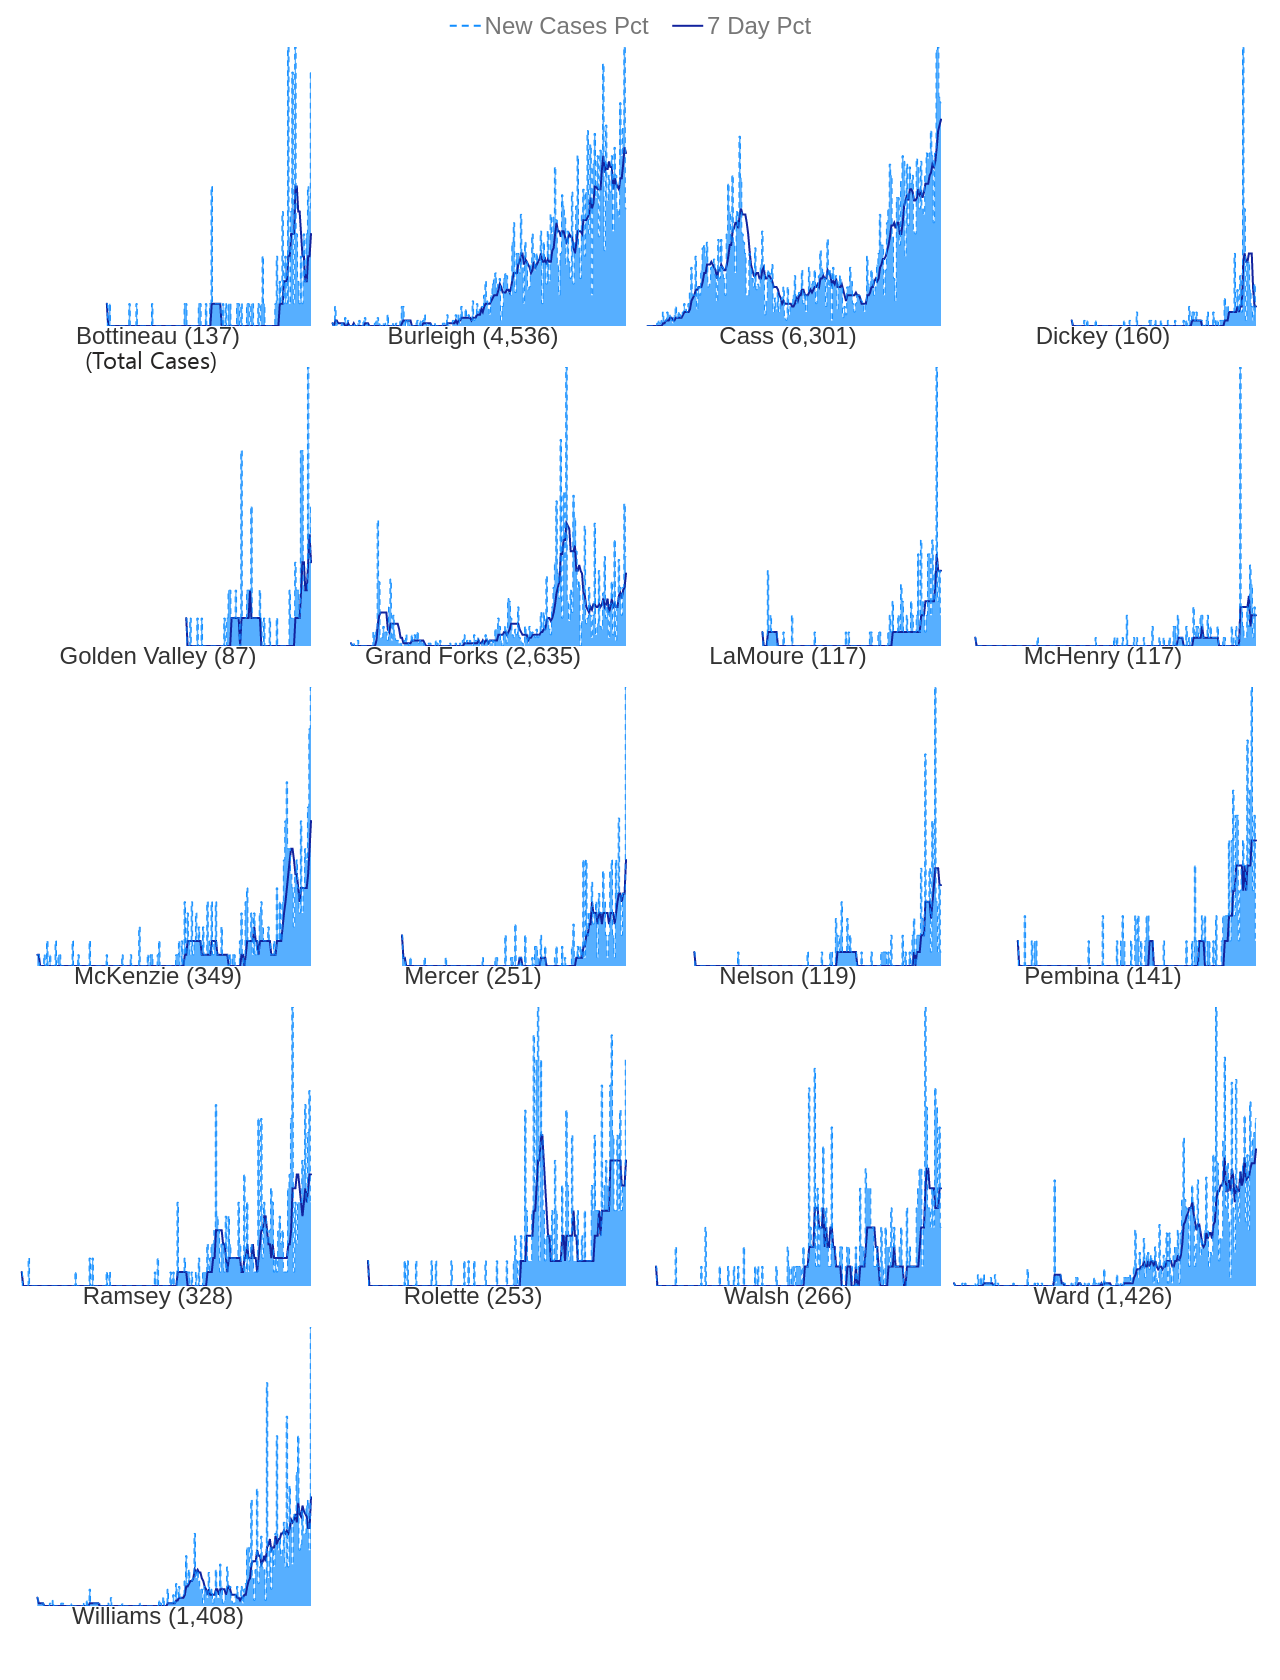 New Cases Pct 7 Day Pct
Bottineau (137) Burleigh (4,536) Cass (6,301) Dickey (160)
(Total Cases)
Golden Valley (87) Grand Forks (2,635) LaMoure (117) McHenry (117)
McKenzie (349) Mercer (251) Nelson (119) Pembina (141)
Ramsey (328) Rolette (253) Walsh (266) Ward (1,426)
Williams (1,408)